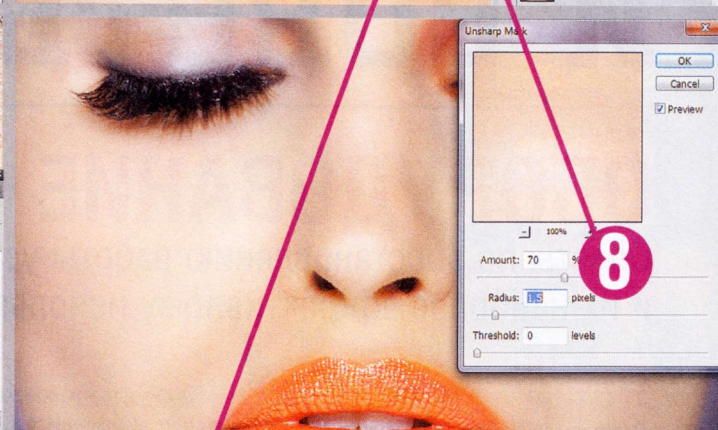 Unsharp Mask
OK
Cancel
Preview
100%
8
Amount: 70 %
Radius: 1,5 pixels
Threshold: 0 levels